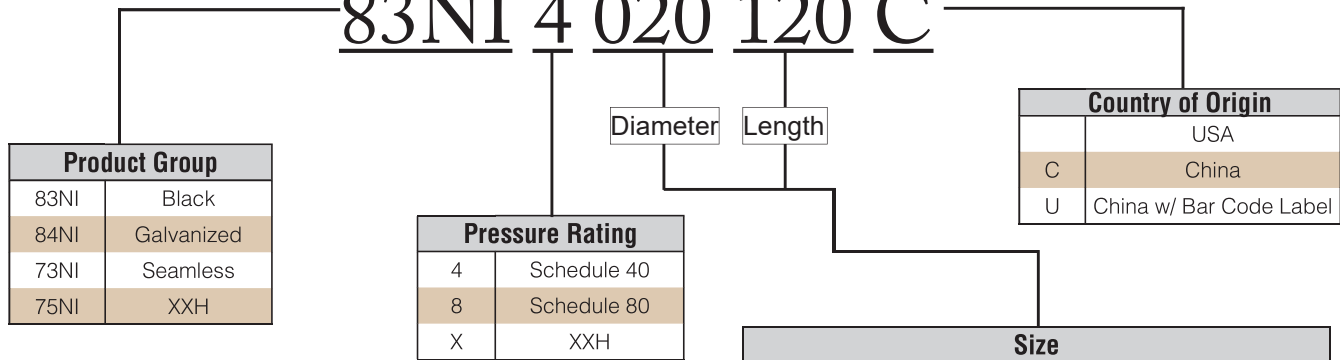 83NI 4 020 120 C
Diameter Length
Country of Origin
USA
C China
U China w/ Bar Code Label
Product Group
83NI Black
84NI Galvanized
73NI Seamless
75NI XXH
Pressure Rating
4 Schedule 40
8 Schedule 80
X XXH
Size